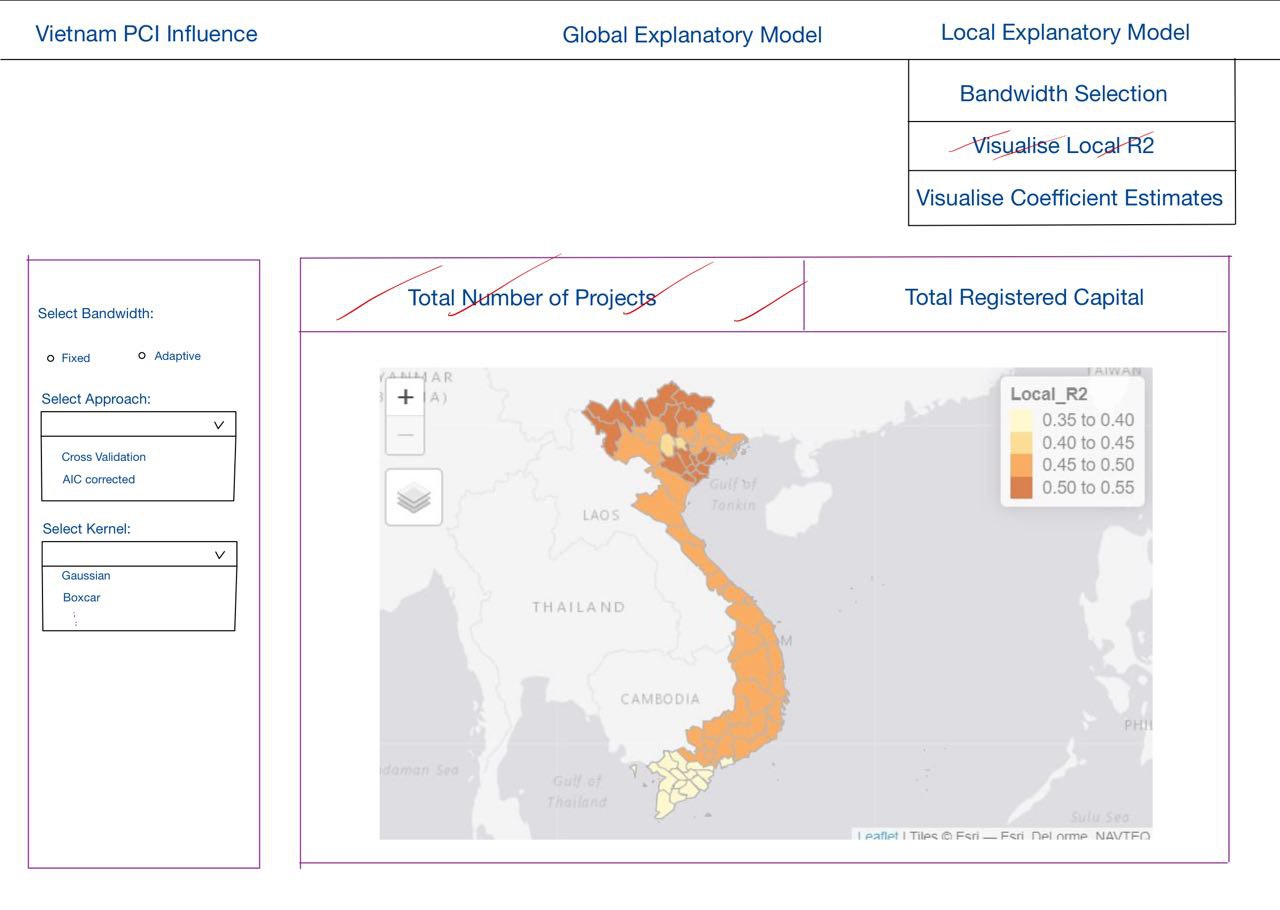 Vietnam PCI Influence
Global Explanatory Model
Local Explanatory Model
Bandwidth Selection
Visualise Local R2
Visualise Coefficient Estimates
Select Bandwidth:
Fixed
Adaptive
Select Approach:
Cross Validation
AIC corrected
Select Kernel:
Gaussian
Boxcar
Total Number of Projects
Total Registered Capital
+
−
Local_R2
0.35 to 0.40
0.40 to 0.45
0.45 to 0.50
0.50 to 0.55
TAIWAN
Gulf of
Tonkin
LAOS
THAILAND
CAMBODIA
PHI
Gulf of
Thailand
daman Sea
Sulu Sea
Leaflet | Tiles © Esri — Esri, DeLorme, NAVTEQ